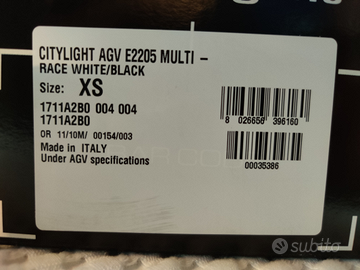 CITYLIGHT AGV E2205 MULTI –
RACE WHITE/BLACK
Size: XS
1711A2B0 004 004
1711A2B0
OR 11/10M/ 00154/003
Made in ITALY
Under AGV specifications
8 026656 396160
00035386
subito